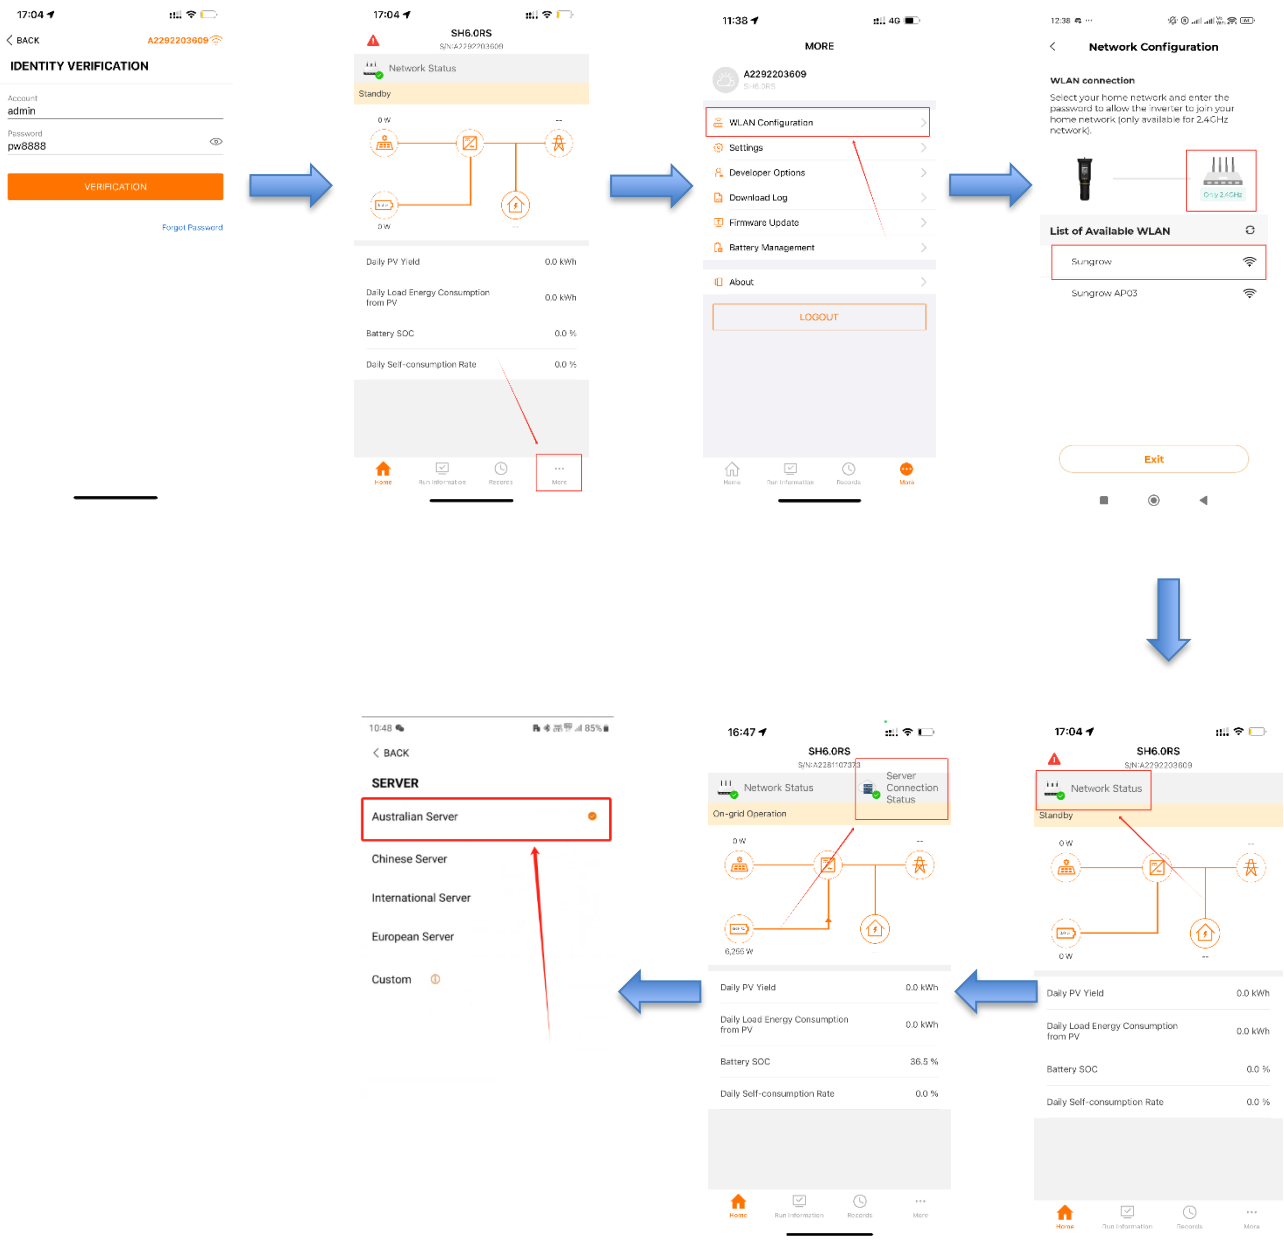 17:04
BACK
A2292203609
IDENTITY VERIFICATION
Account
admin
Password
pw8888
VERIFICATION
Forgot Password
17:04
SH6.0RS
S/N:A2292203609
Network Status
Standby
0 W
--
0 W
--
Daily PV Yield
0.0 kWh
Daily Load Energy Consumption
from PV
0.0 kWh
Battery SOC
0.0 %
Daily Self-consumption Rate
0.0 %
Home
Run Information
Records
More
11:38
4G
MORE
A2292203609
SH6.0RS
WLAN Configuration
Settings
Developer Options
Download Log
Firmware Update
Battery Management
About
LOGOUT
Home
Run Information
Records
More
12:38
Network Configuration
WLAN connection
Select your home network and enter the
password to allow the inverter to join your
home network (only available for 2.4GHz
network).
Only 2.4GHz
List of Available WLAN
Sungrow
Sungrow AP03
Exit
10:48
85%
BACK
SERVER
Australian Server
Chinese Server
International Server
European Server
Custom
16:47
SH6.0RS
S/N:A2281107373
Network Status
Server
Connection
Status
On-grid Operation
0 W
--
6,266 W
Daily PV Yield
0.0 kWh
Daily Load Energy Consumption
from PV
0.0 kWh
Battery SOC
36.5 %
Daily Self-consumption Rate
0.0 %
Home
Run Information
Records
More
17:04
SH6.0RS
S/N:A2292203609
Network Status
Standby
0 W
--
0 W
--
Daily PV Yield
0.0 kWh
Daily Load Energy Consumption
from PV
0.0 kWh
Battery SOC
0.0 %
Daily Self-consumption Rate
0.0 %
Home
Run Information
Records
More